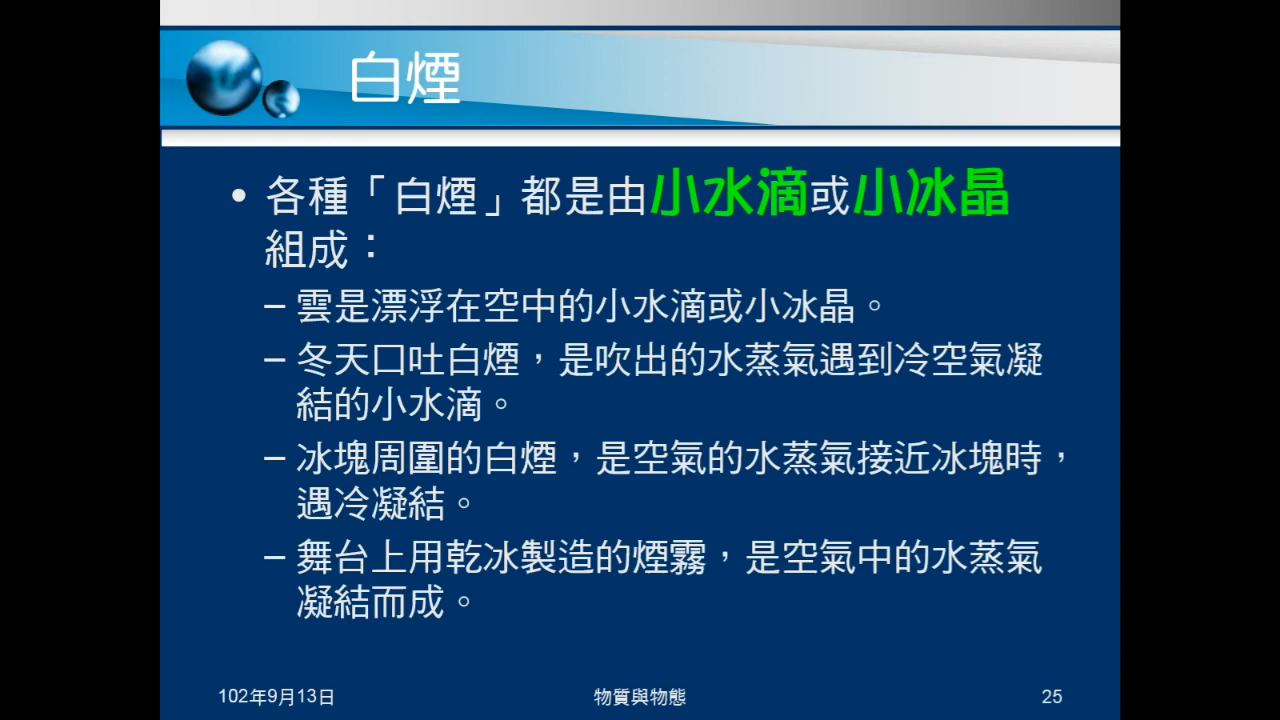 白煙
• 各種「白煙」都是由小水滴或小冰晶
組成：
– 雲是漂浮在空中的小水滴或小冰晶。
– 冬天口吐白煙，是吹出的水蒸氣遇到冷空氣凝
結的小水滴。
– 冰塊周圍的白煙，是空氣的水蒸氣接近冰塊時，
遇冷凝結。
– 舞台上用乾冰製造的煙霧，是空氣中的水蒸氣
凝結而成。
102年9月13日
物質與物態
25